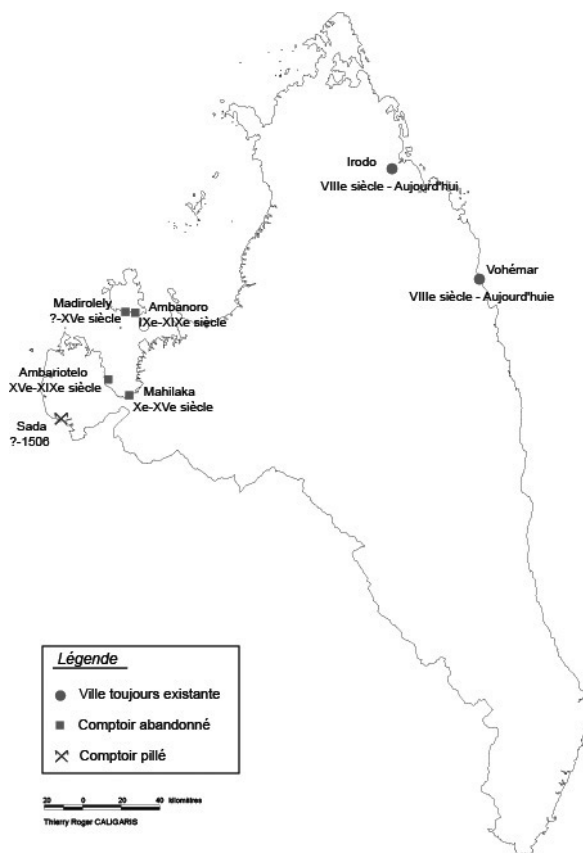 Irodo
VIIIe siècle - Aujourd'hui
Vohémar
VIIIe siècle - Aujourd'huie
Madirolely
?-XVe siècle
Ambanoro
IXe-XIXe siècle
Ambariotelo
XVe-XIXe siècle
Mahilaka
Xe-XVe siècle
Sada
?-1506
Légende
Ville toujours existante
Comptoir abandonné
Comptoir pillé
20 0 20 40 kilomètres
Thierry Roger CALIGARIS